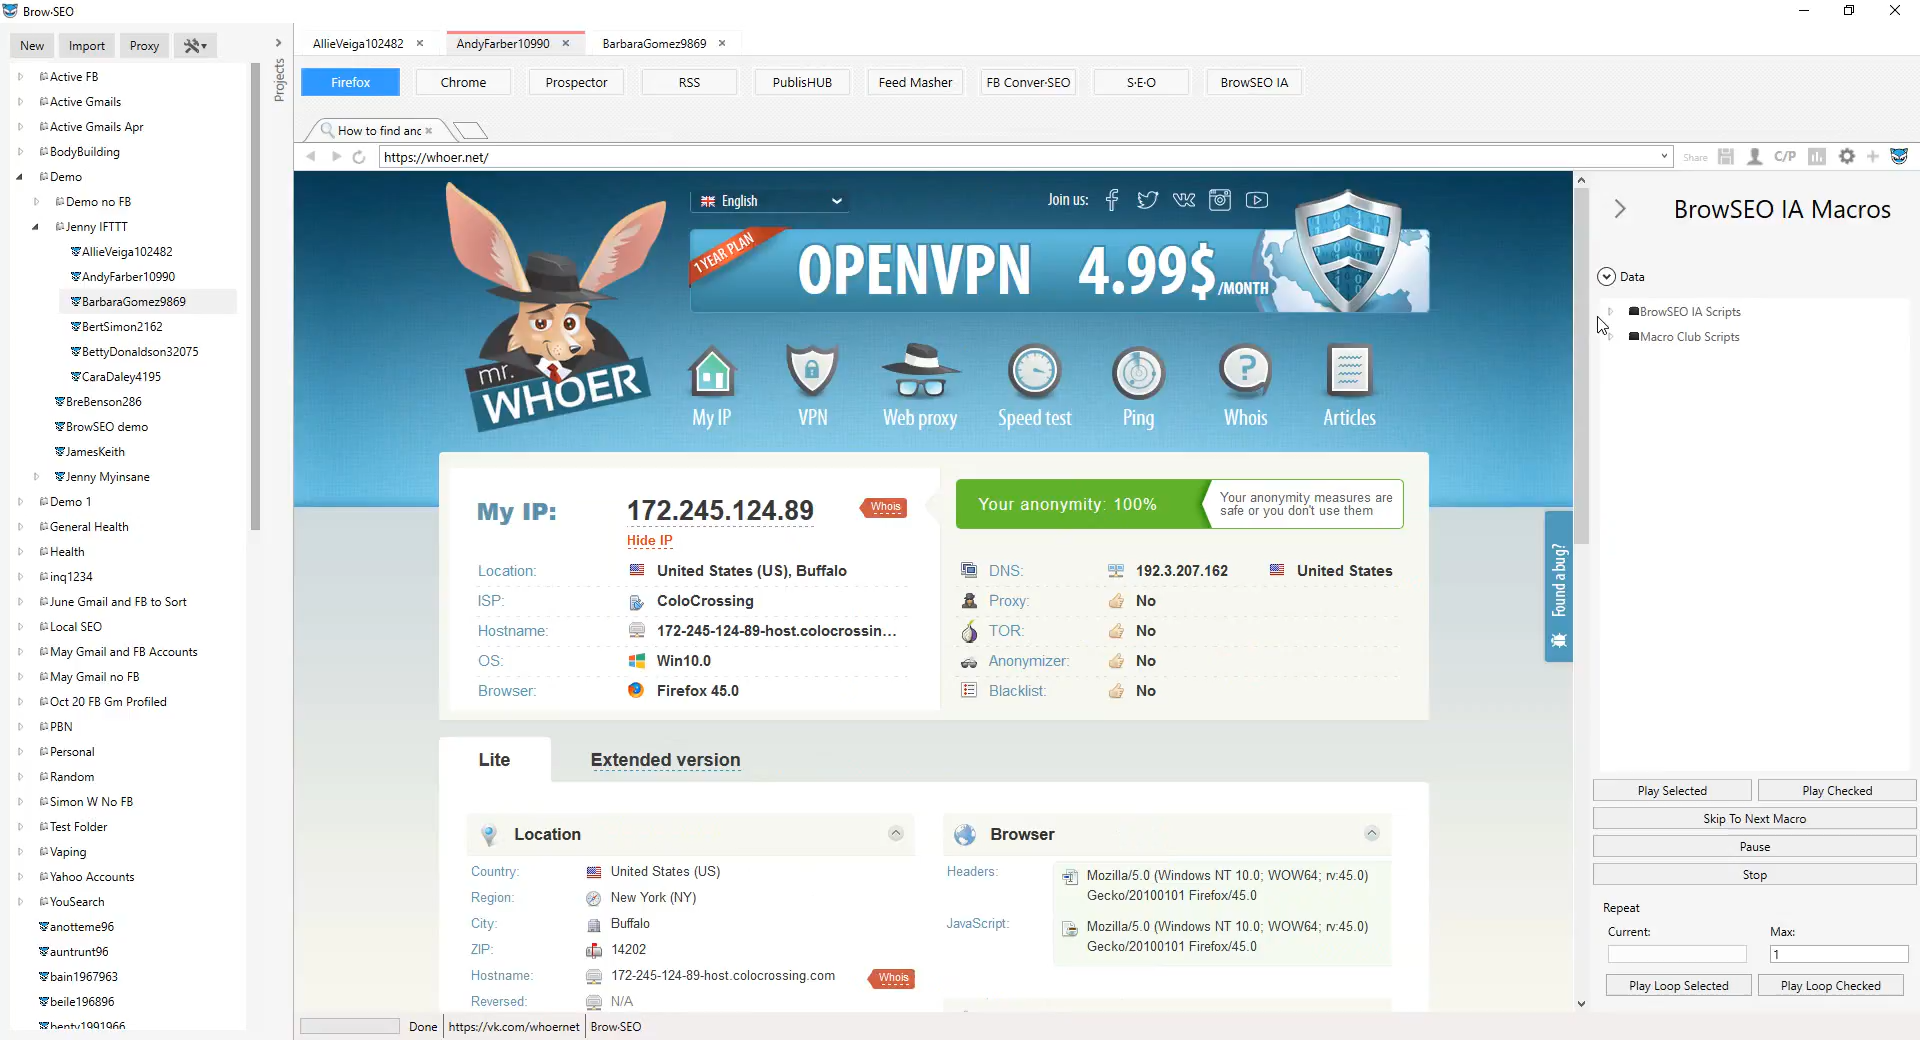 Brow·SEO
New
Import
Proxy
Active FB
Active Gmails
Active Gmails Apr
BodyBuilding
Demo
Demo no FB
Jenny IFTTT
AllieVeiga102482
AndyFarber10990
BarbaraGomez9869
BertSimon2162
BettyDonaldson32075
CaraDaley4195
BreBenson286
BrowSEO demo
JamesKeith
Jenny Myinsane
Demo 1
General Health
Health
inq1234
June Gmail and FB to Sort
Local SEO
May Gmail and FB Accounts
May Gmail no FB
Oct 20 FB Gm Profiled
PBN
Personal
Random
Simon W No FB
Test Folder
Vaping
Yahoo Accounts
YouSearch
anotteme96
auntrunt96
bain1967963
beile196896
benty1991966
Projects
AllieVeiga102482
AndyFarber10990
BarbaraGomez9869
Firefox
Chrome
Prospector
RSS
PublisHUB
Feed Masher
FB Conver·SEO
S·E·O
BrowSEO IA
How to find anc
https://whoer.net/
Share
C/P
English
Join us:
1 YEAR PLAN
OPENVPN 4.99$/MONTH
mr.
WHOER
My IP
VPN
Web proxy
Speed test
Ping
Whois
Articles
My IP:
172.245.124.89
Whois
Hide IP
Location: United States (US), Buffalo
ISP: ColoCrossing
Hostname: 172-245-124-89-host.colocrossin...
OS: Win10.0
Browser: Firefox 45.0
Your anonymity: 100%
Your anonymity measures are
safe or you don't use them
DNS: 192.3.207.162 United States
Proxy: No
TOR: No
Anonymizer: No
Blacklist: No
Found a bug?
Lite
Extended version
Location
Country: United States (US)
Region: New York (NY)
City: Buffalo
ZIP: 14202
Hostname: 172-245-124-89-host.colocrossing.com
Whois
Reversed: N/A
Browser
Headers: Mozilla/5.0 (Windows NT 10.0; WOW64; rv:45.0)
Gecko/20100101 Firefox/45.0
JavaScript: Mozilla/5.0 (Windows NT 10.0; WOW64; rv:45.0)
Gecko/20100101 Firefox/45.0
Done
https://vk.com/whoernet
Brow·SEO
BrowSEO IA Macros
Data
BrowSEO IA Scripts
Macro Club Scripts
Play Selected
Play Checked
Skip To Next Macro
Pause
Stop
Repeat
Current:
Max:
1
Play Loop Selected
Play Loop Checked